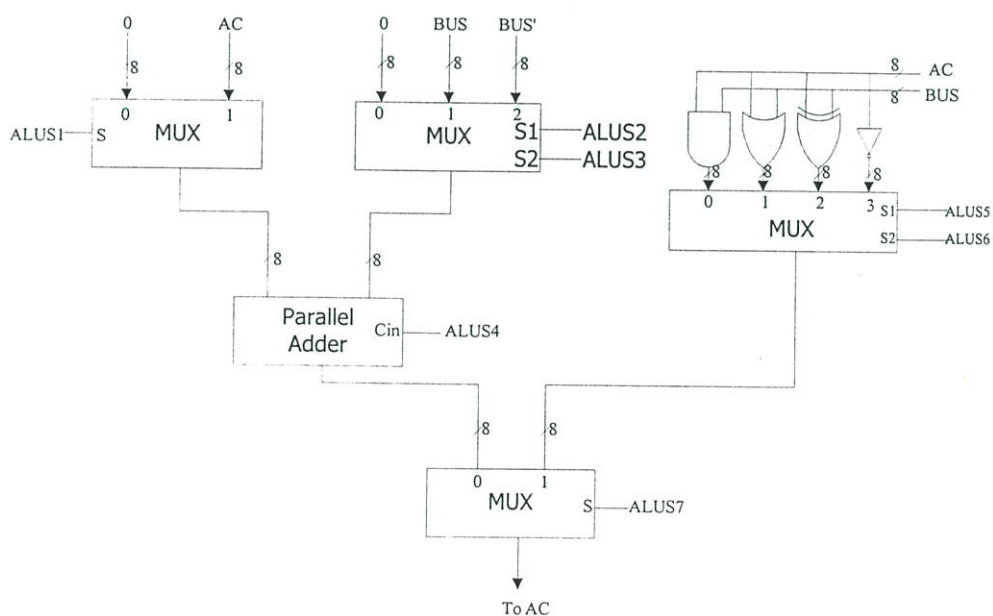 0 AC 0 BUS BUS'
8 8 8 8 8
8 AC
8 BUS
0 1 0 1 2
ALUS1 S MUX MUX S1 ALUS2
S2 ALUS3
8 8 8 8
0 1 2 3
S1 ALUS5
MUX
S2 ALUS6
8 8
Parallel
Adder
Cin ALUS4
8 8
0 1
MUX S ALUS7
To AC